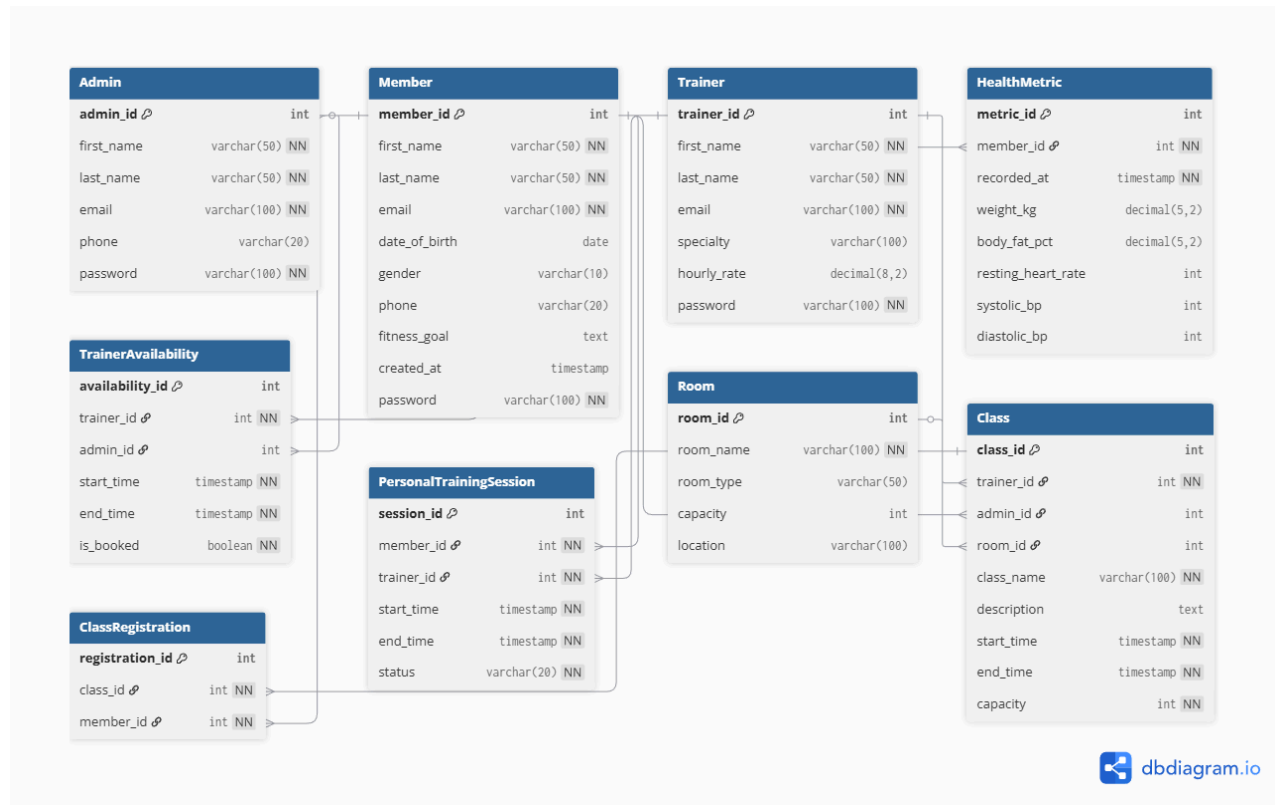 Admin
admin_id int
first_name varchar(50) NN
last_name varchar(50) NN
email varchar(100) NN
phone varchar(20)
password varchar(100) NN
Member
member_id int
first_name varchar(50) NN
last_name varchar(50) NN
email varchar(100) NN
date_of_birth date
gender varchar(10)
phone varchar(20)
fitness_goal text
created_at timestamp
password varchar(100) NN
Trainer
trainer_id int
first_name varchar(50) NN
last_name varchar(50) NN
email varchar(100) NN
specialty varchar(100)
hourly_rate decimal(8,2)
password varchar(100) NN
HealthMetric
metric_id int
member_id int NN
recorded_at timestamp NN
weight_kg decimal(5,2)
body_fat_pct decimal(5,2)
resting_heart_rate int
systolic_bp int
diastolic_bp int
TrainerAvailability
availability_id int
trainer_id int NN
admin_id int
start_time timestamp NN
end_time timestamp NN
is_booked boolean NN
PersonalTrainingSession
session_id int
member_id int NN
trainer_id int NN
start_time timestamp NN
end_time timestamp NN
status varchar(20) NN
Room
room_id int
room_name varchar(100) NN
room_type varchar(50)
capacity int
location varchar(100)
Class
class_id int
trainer_id int NN
admin_id int
room_id int
class_name varchar(100) NN
description text
start_time timestamp NN
end_time timestamp NN
capacity int NN
ClassRegistration
registration_id int
class_id int NN
member_id int NN
dbdiagram.io